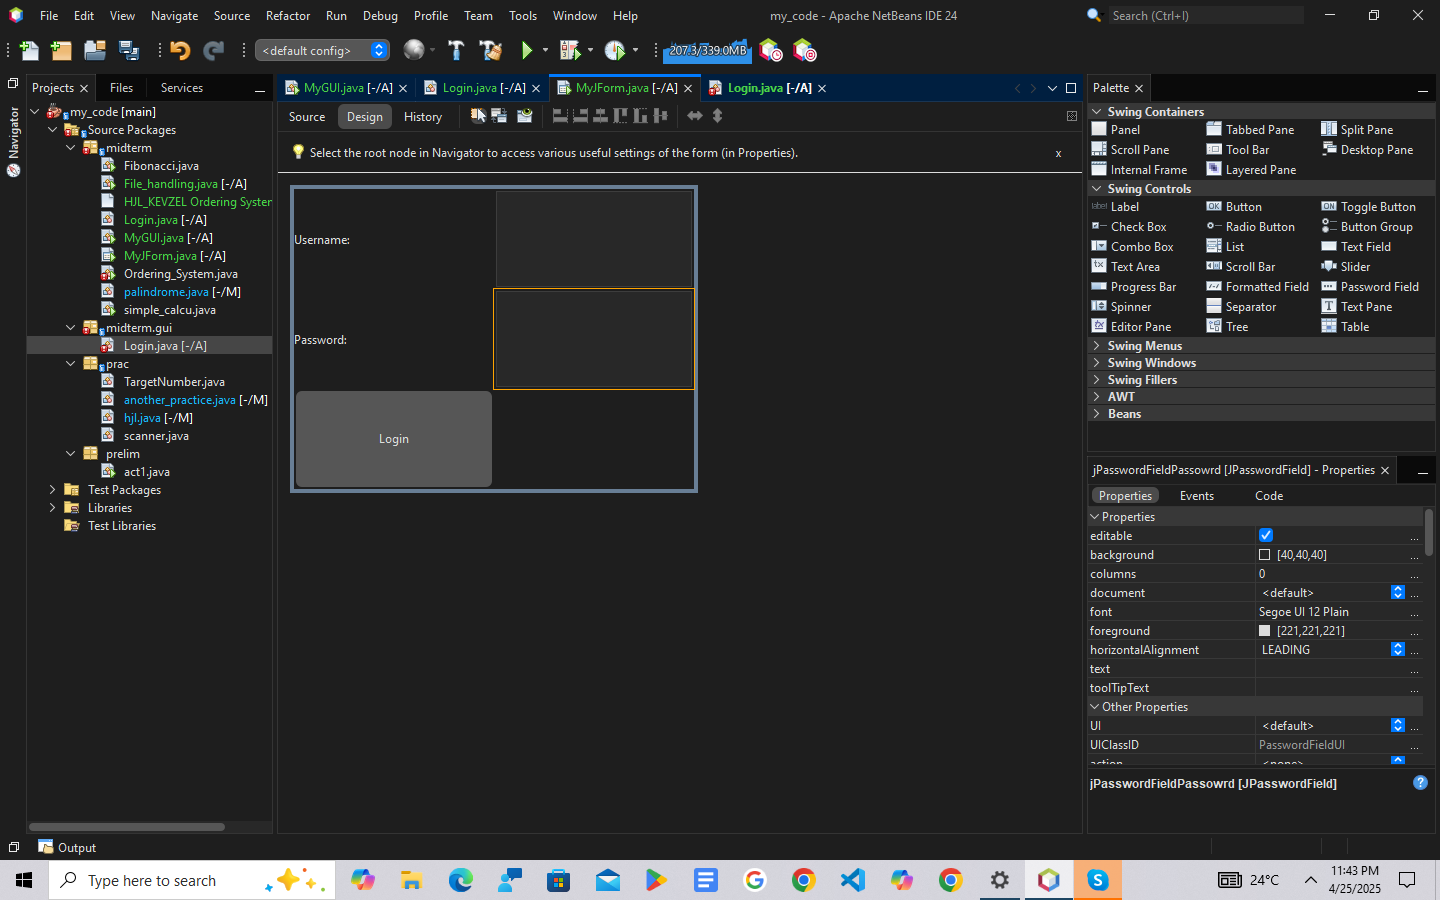 File Edit View Navigate Source Refactor Run Debug Profile Team Tools Window Help
my_code - Apache NetBeans IDE 24
Search (Ctrl+I)
<default config>
207.3/339.0MB
Projects
Files
Services
MyGUI.java [-/A]
Login.java [-/A]
MyJForm.java [-/A]
Login.java [-/A]
Palette
Navigator
Source
Design
History
Select the root node in Navigator to access various useful settings of the form (in Properties).
x
my_code [main]
Source Packages
midterm
Fibonacci.java
File_handling.java [-/A]
HJL_KEVZEL Ordering System
Login.java [-/A]
MyGUI.java [-/A]
MyJForm.java [-/A]
Ordering_System.java
palindrome.java [-/M]
simple_calcu.java
midterm.gui
Login.java [-/A]
prac
TargetNumber.java
another_practice.java [-/M]
hjl.java [-/M]
scanner.java
prelim
act1.java
Test Packages
Libraries
Test Libraries
Username:
Password:
Login
Swing Containers
Panel Tabbed Pane Split Pane
Scroll Pane Tool Bar Desktop Pane
Internal Frame Layered Pane
Swing Controls
label Label OK Button ON Toggle Button
Check Box Radio Button Button Group
Combo Box List Text Field
Text Area Scroll Bar Slider
Progress Bar Formatted Field Password Field
Spinner Separator Text Pane
Editor Pane Tree Table
Swing Menus
Swing Windows
Swing Fillers
AWT
Beans
jPasswordFieldPassowrd [JPasswordField] - Properties
Properties Events Code
Properties
editable ...
background [40,40,40] ...
columns 0 ...
document <default> ...
font Segoe UI 12 Plain ...
foreground [221,221,221] ...
horizontalAlignment LEADING ...
text ...
toolTipText ...
Other Properties
UI <default> ...
UIClassID PasswordFieldUI ...
action <none> ...
jPasswordFieldPassowrd [JPasswordField]
Output
Type here to search
24°C
11:43 PM
4/25/2025